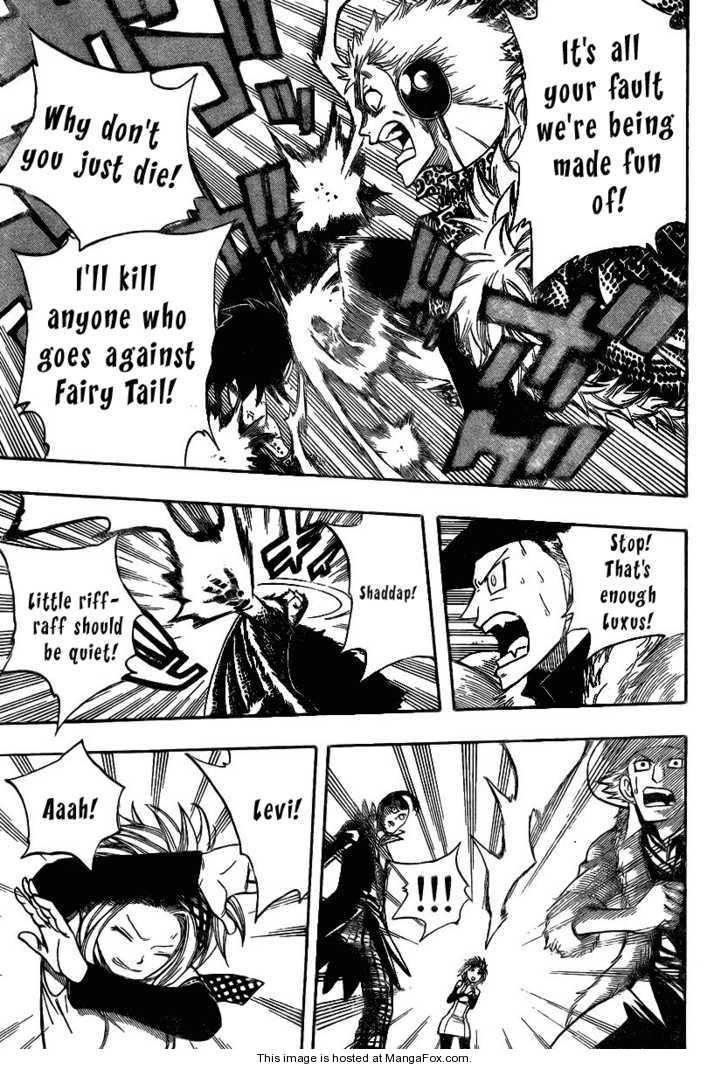 It's all
your fault
we're being
made fun
of!
Why don't
you just die!
I'll kill
anyone who
goes against
Fairy Tail!
Stop!
That's
enough
Luxus!
Shaddap!
Little riff-
raff should
be quiet!
!!!
Levi!
Aaah!
This image is hosted at MangaFox.com.